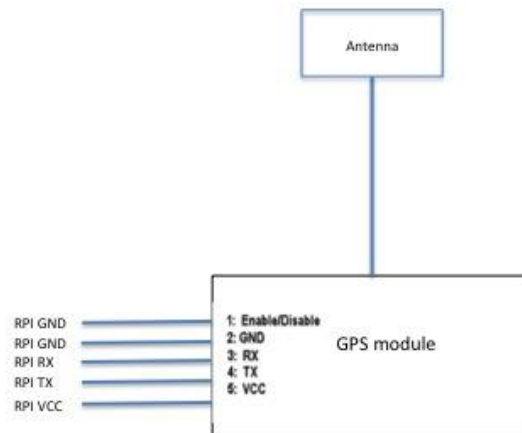 Antenna
1: Enable/Disable
2: GND
3: RX
4: TX
5: VCC
GPS module
RPI GND
RPI GND
RPI RX
RPI TX
RPI VCC